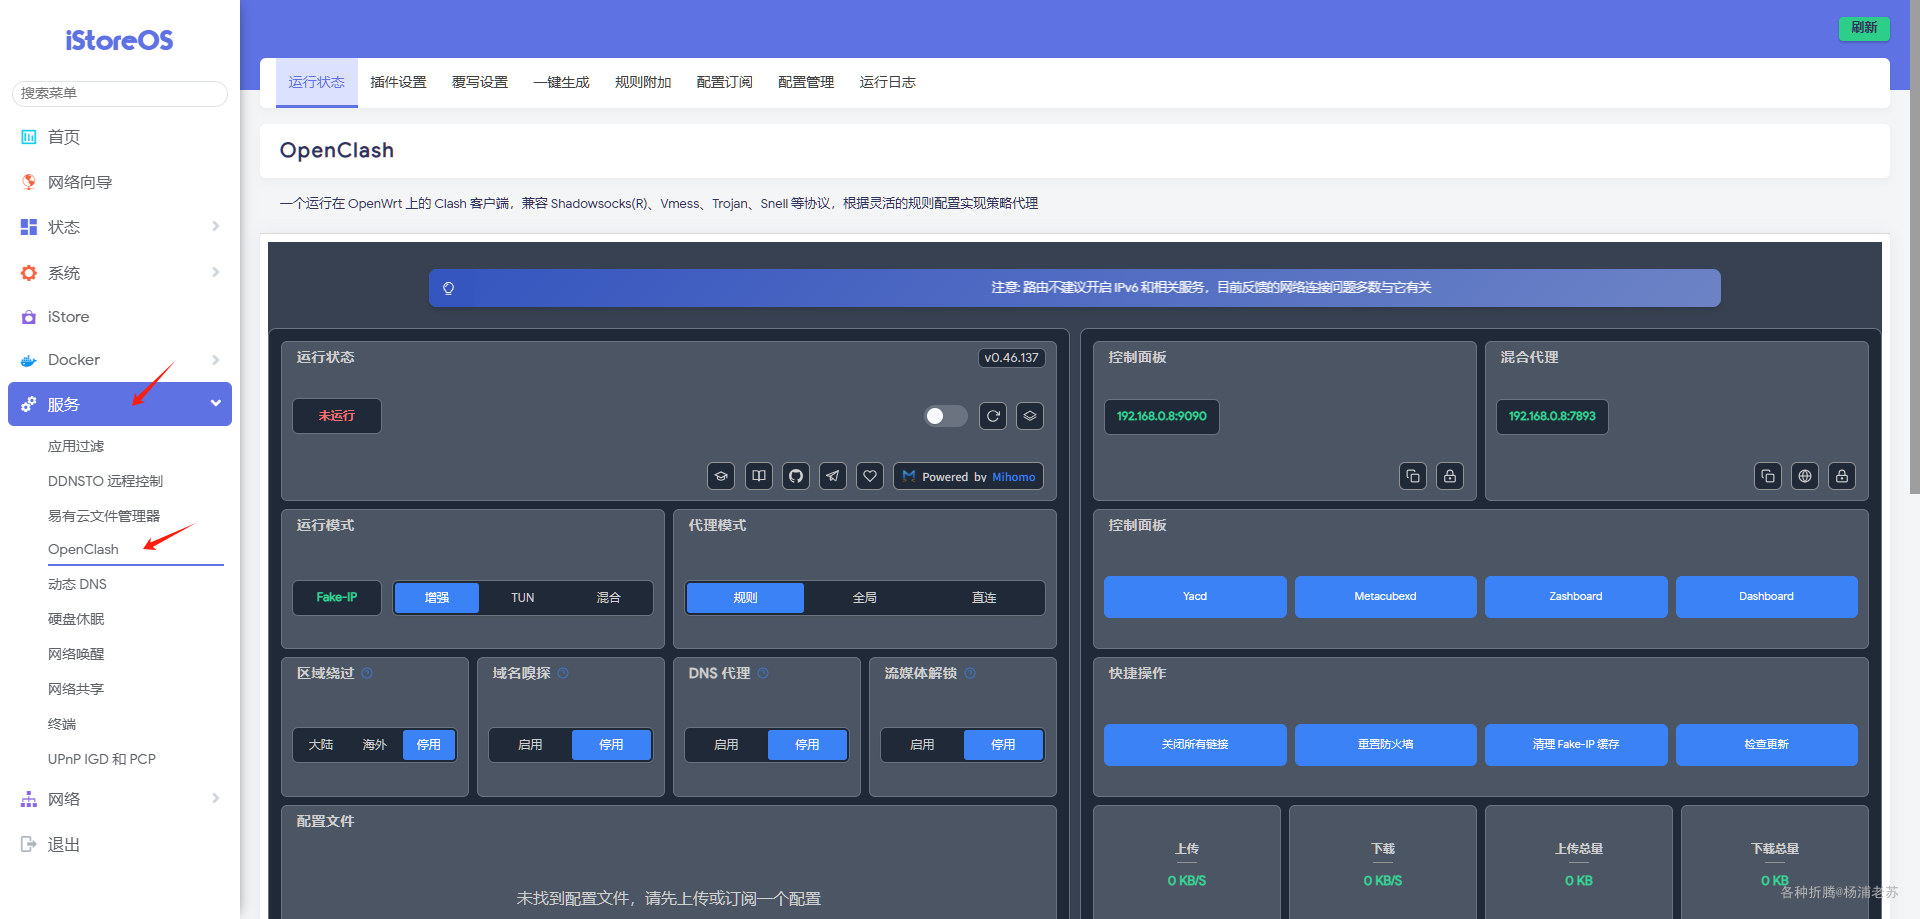 iStoreOS
搜索菜单
首页
网络向导
状态
系统
iStore
Docker
服务
应用过滤
DDNSTO 远程控制
易有云文件管理器
OpenClash
动态 DNS
硬盘休眠
网络唤醒
网络共享
终端
UPnP IGD 和 PCP
网络
退出
刷新
运行状态 插件设置 覆写设置 一键生成 规则附加 配置订阅 配置管理 运行日志
OpenClash
一个运行在 OpenWrt 上的 Clash 客户端，兼容 Shadowsocks(R)、Vmess、Trojan、Snell 等协议，根据灵活的规则配置实现策略代理
注意: 路由不建议开启 IPv6 和相关服务，目前反馈的网络连接问题多数与它有关
运行状态 v0.46.137
未运行
Powered by Mihomo
控制面板
192.168.0.8:9090
混合代理
192.168.0.8:7893
运行模式
Fake-IP 增强 TUN 混合
代理模式
规则 全局 直连
控制面板
Yacd Metacubexd Zashboard Dashboard
区域绕过
大陆 海外 停用
域名嗅探
启用 停用
DNS 代理
启用 停用
流媒体解锁
启用 停用
快捷操作
关闭所有链接 重置防火墙 清理 Fake-IP 缓存 检查更新
配置文件
未找到配置文件，请先上传或订阅一个配置
上传
0 KB/S
下载
0 KB/S
上传总量
0 KB
下载总量
0 KB
各种折腾@杨浦老苏